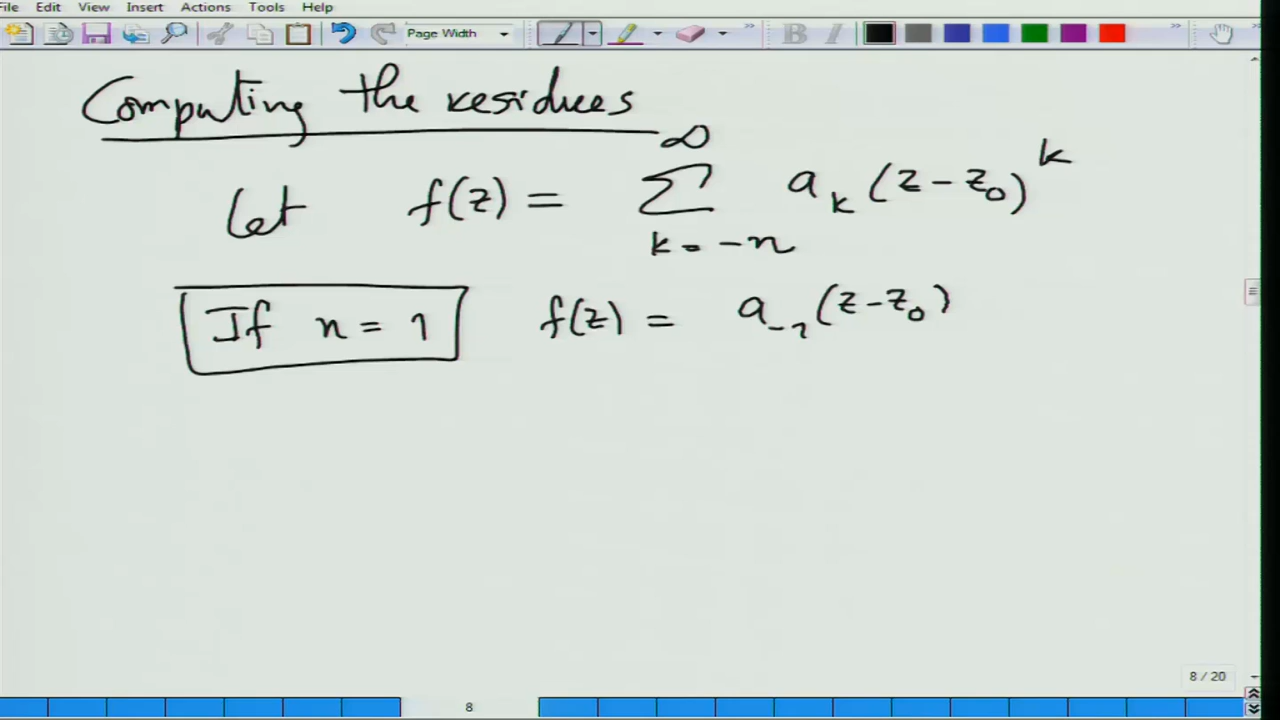 File Edit View Insert Actions Tools Help
Page Width
Computing the residues
Let f(z) = ∑_{k=-n}^{∞} a_k (z-z_0)^k
If n = 1 f(z) = a_{-1}(z-z_0)
8 / 20
8